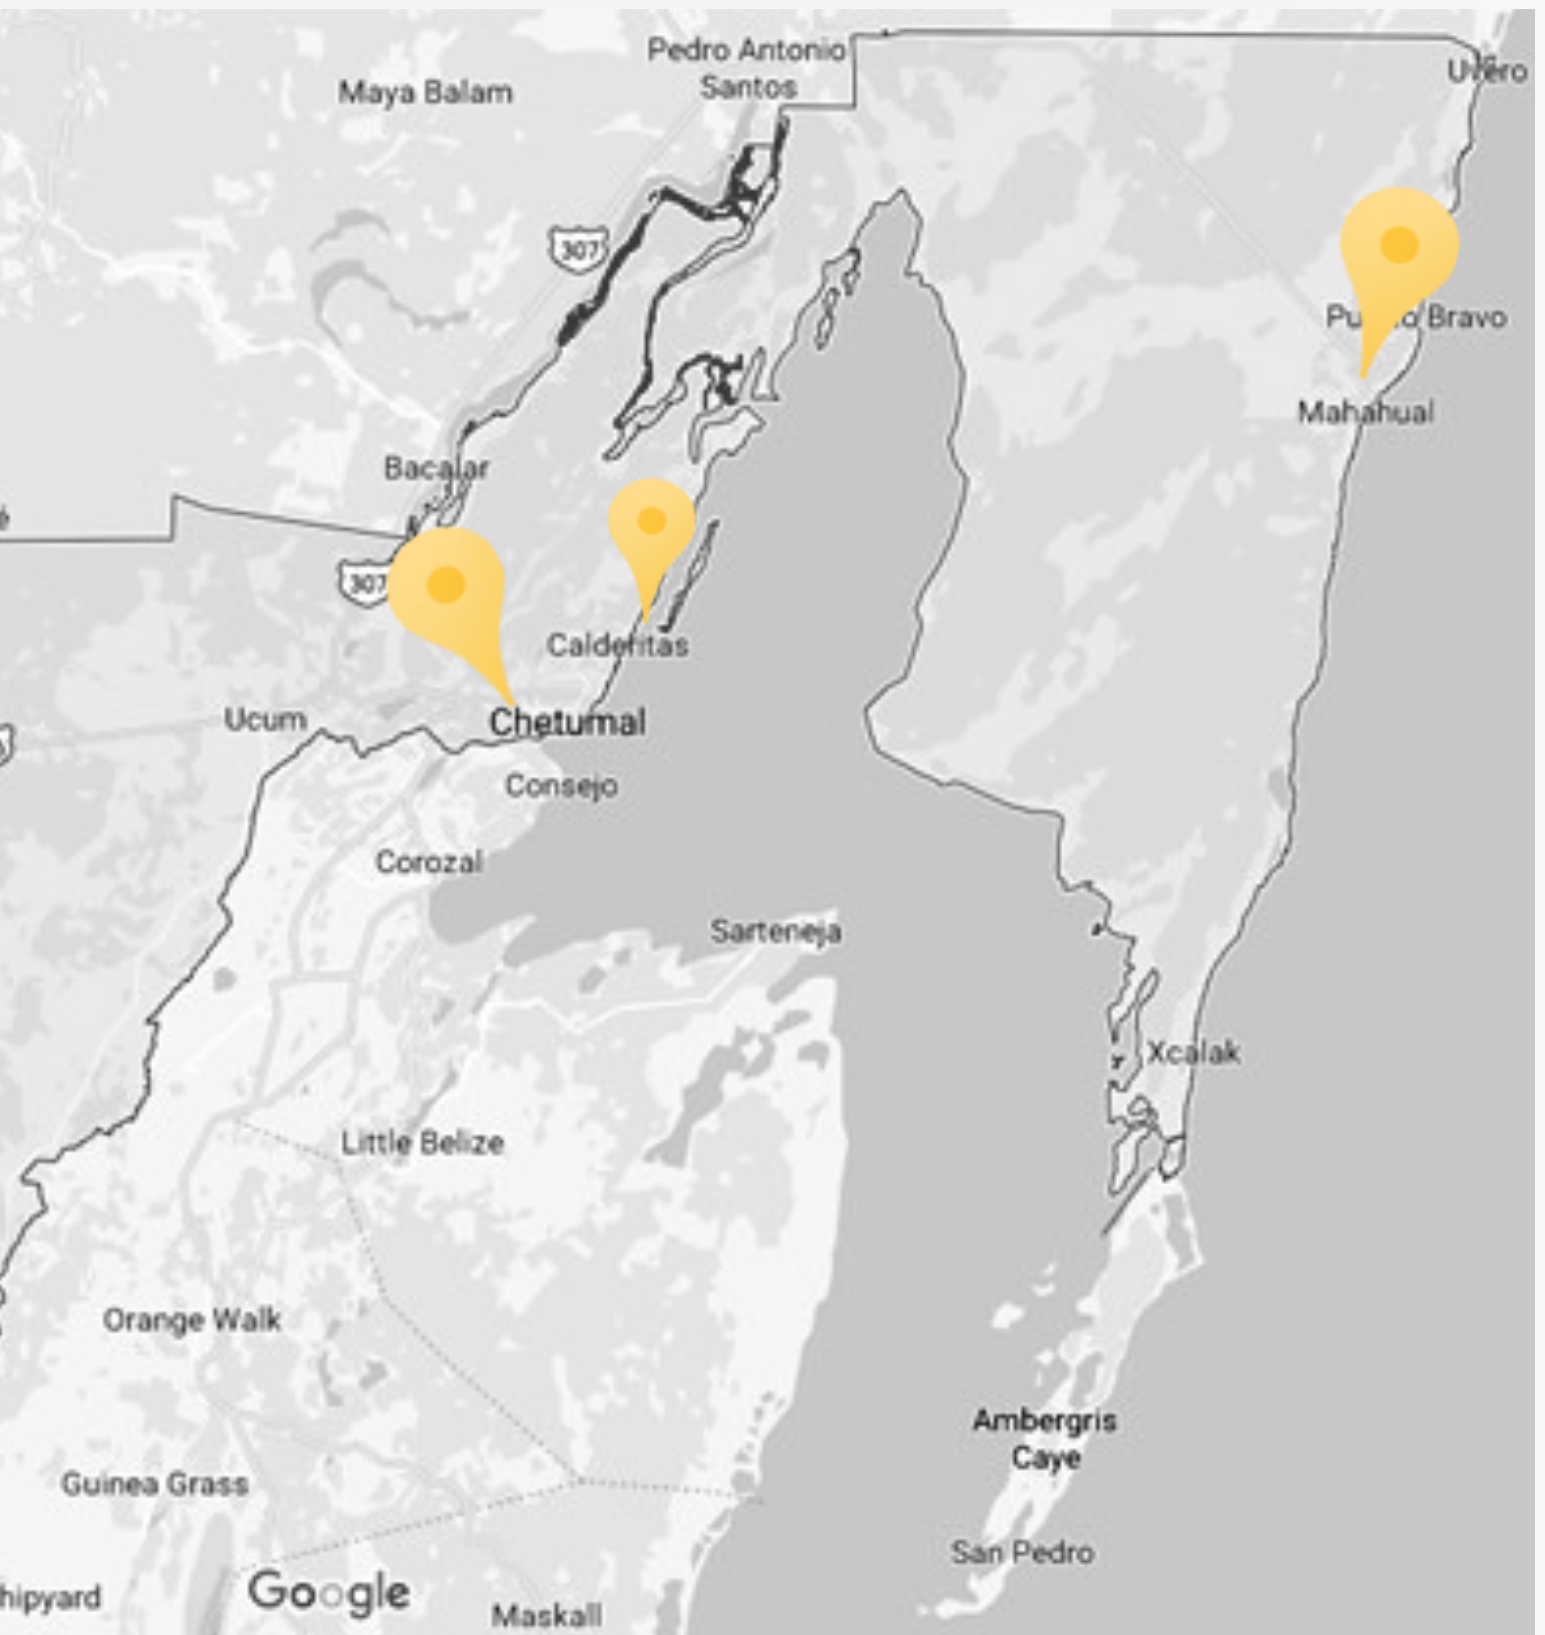 Pedro Antonio
Santos
Maya Balam
Uvero
307
Bravo
Mahahual
Bacalar
307
Calderitas
Ucum
Chetumal
Consejo
Corozal
Sarteneja
Xcalak
Little Belize
Orange Walk
Ambergris
Caye
Guinea Grass
San Pedro
Google
hipyard
Maskall